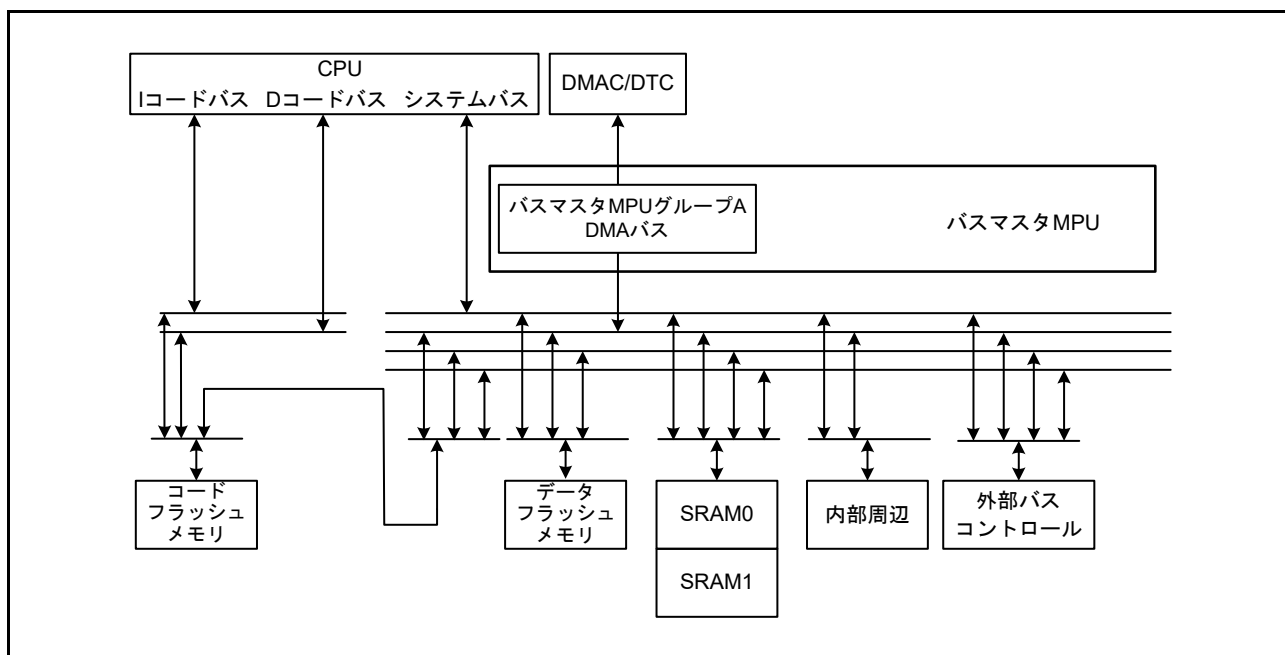 CPU
Iコードバス Dコードバス システムバス
DMAC/DTC
バスマスタMPUグループA
DMAバス
バスマスタMPU
コード
フラッシュ
メモリ
データ
フラッシュ
メモリ
SRAM0
SRAM1
内部周辺
外部バス
コントロール